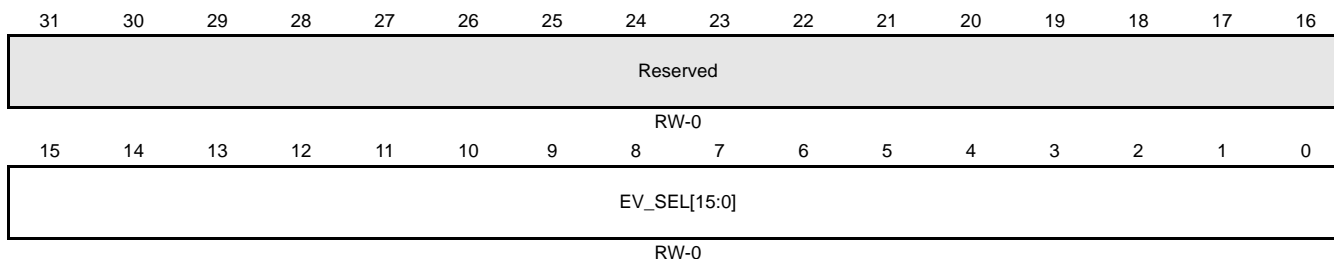 31 30 29 28 27 26 25 24 23 22 21 20 19 18 17 16
Reserved
RW-0
15 14 13 12 11 10 9 8 7 6 5 4 3 2 1 0
EV_SEL[15:0]
RW-0